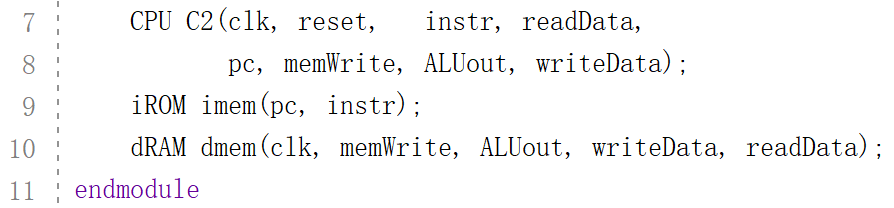 7 CPU C2(clk, reset,   instr, readData,
8 pc, memWrite, ALUout, writeData);
9 iROM imem(pc, instr);
10 dRAM dmem(clk, memWrite, ALUout, writeData, readData);
11 endmodule